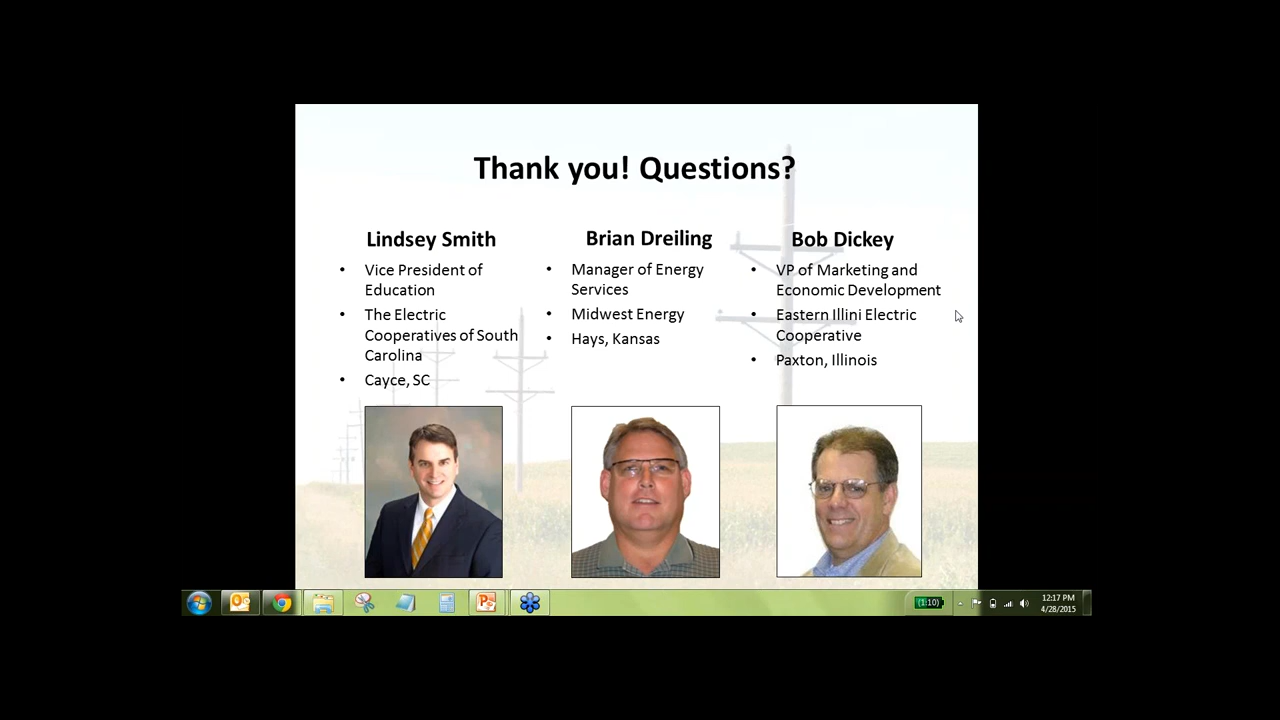 Thank you! Questions?
Lindsey Smith
• Vice President of
Education
• The Electric
Cooperatives of South
Carolina
• Cayce, SC
Brian Dreiling
• Manager of Energy
Services
• Midwest Energy
• Hays, Kansas
Bob Dickey
• VP of Marketing and
Economic Development
• Eastern Illini Electric
Cooperative
• Paxton, Illinois
(1:10)
12:17 PM
4/28/2015